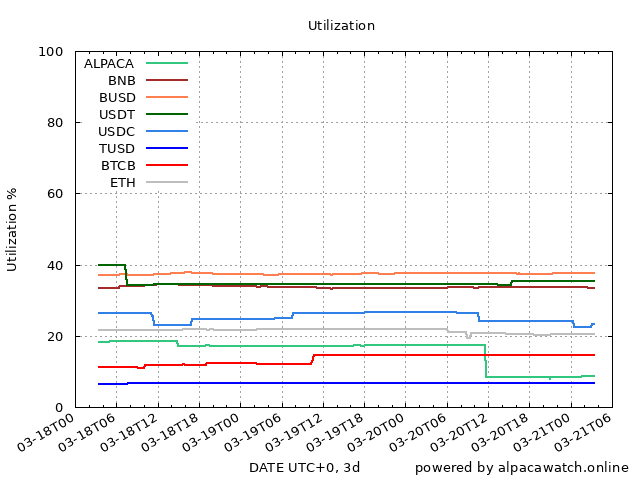 Utilization
Utilization %
100
80
60
40
20
0
ALPACA
BNB
BUSD
USDT
USDC
TUSD
BTCB
ETH
03-18T00
03-18T06
03-18T12
03-18T18
03-19T00
03-19T06
03-19T12
03-19T18
03-20T00
03-20T06
03-20T12
03-20T18
03-21T00
03-21T06
DATE UTC+0, 3d
powered by alpacawatch.online